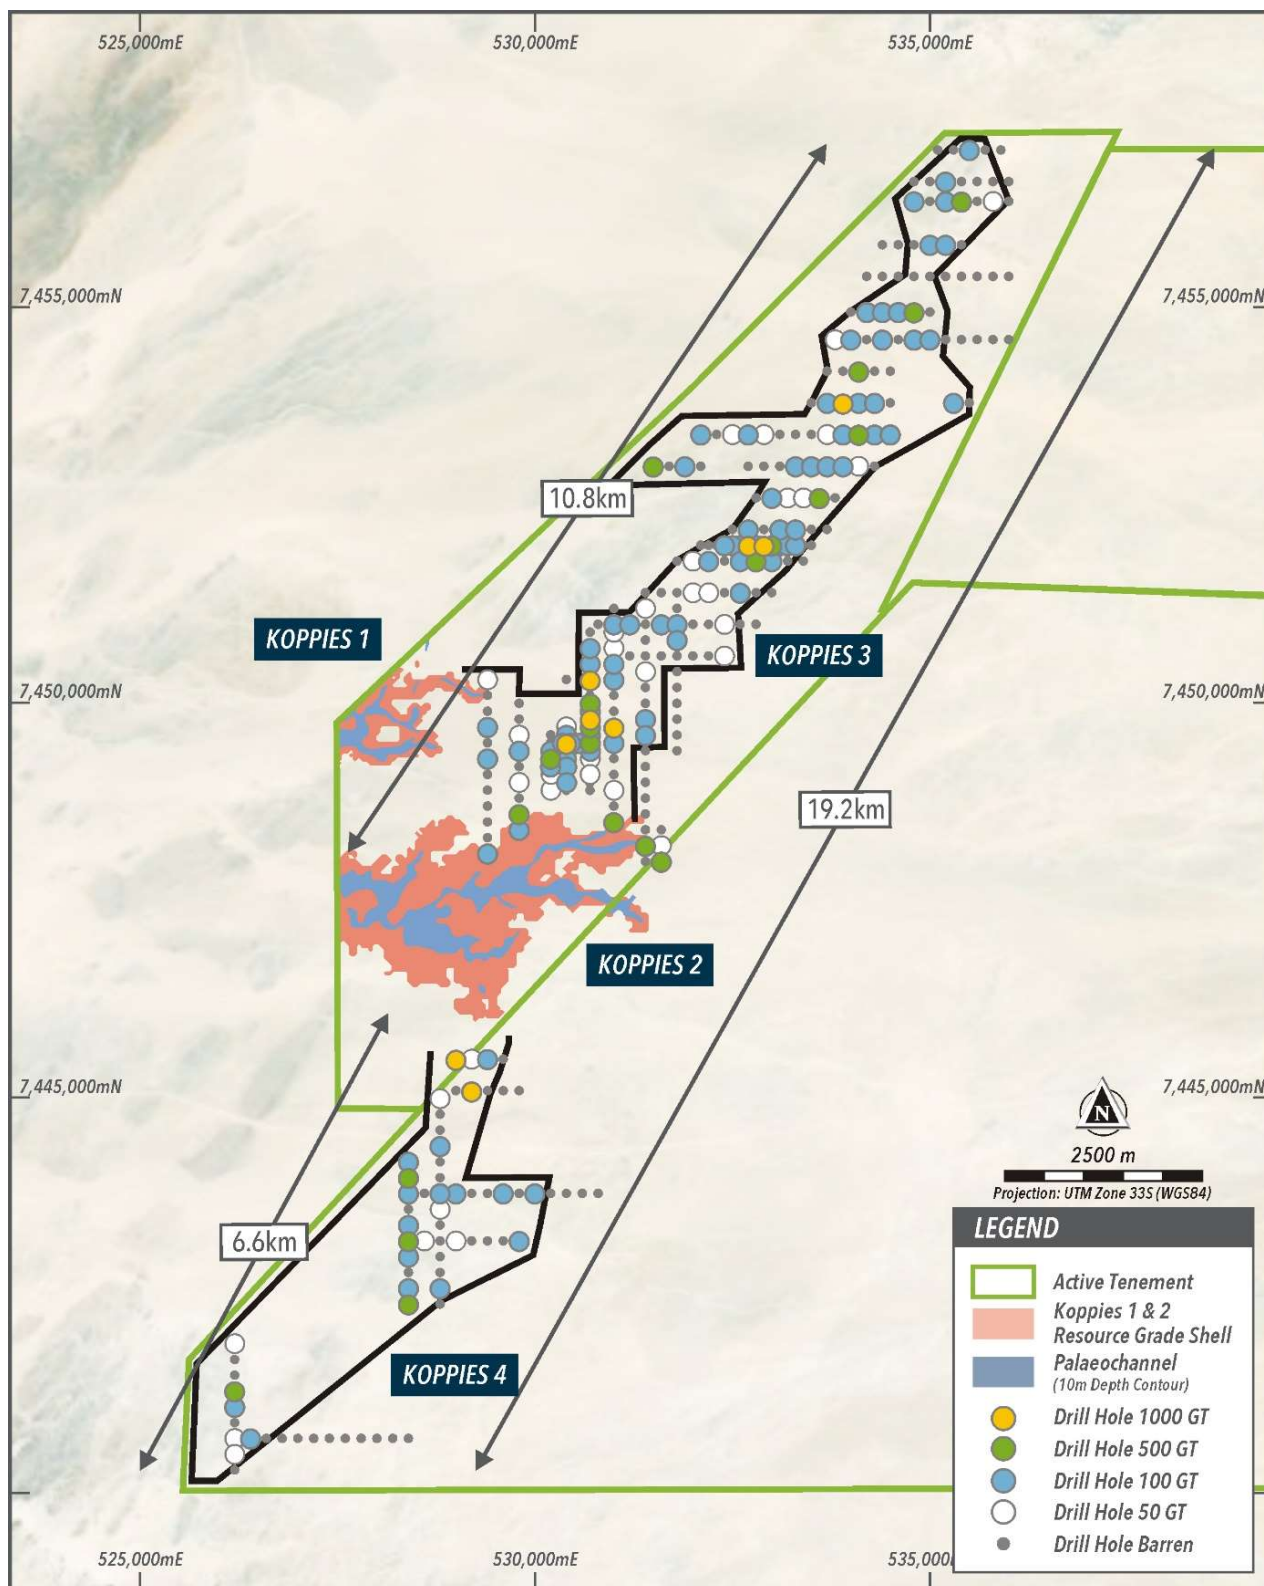 525,000mE
530,000mE
535,000mE
7,455,000mN
7,455,000mN
10.8km
KOPPIES 1
KOPPIES 3
7,450,000mN
7,450,000mN
19.2km
KOPPIES 2
7,445,000mN
7,445,000mN
N
2500 m
Projection: UTM Zone 33S (WGS84)
6.6km
KOPPIES 4
LEGEND
Active Tenement
Koppies 1 & 2
Resource Grade Shell
Palaeochannel
(10m Depth Contour)
Drill Hole 1000 GT
Drill Hole 500 GT
Drill Hole 100 GT
Drill Hole 50 GT
Drill Hole Barren
525,000mE
530,000mE
535,000m